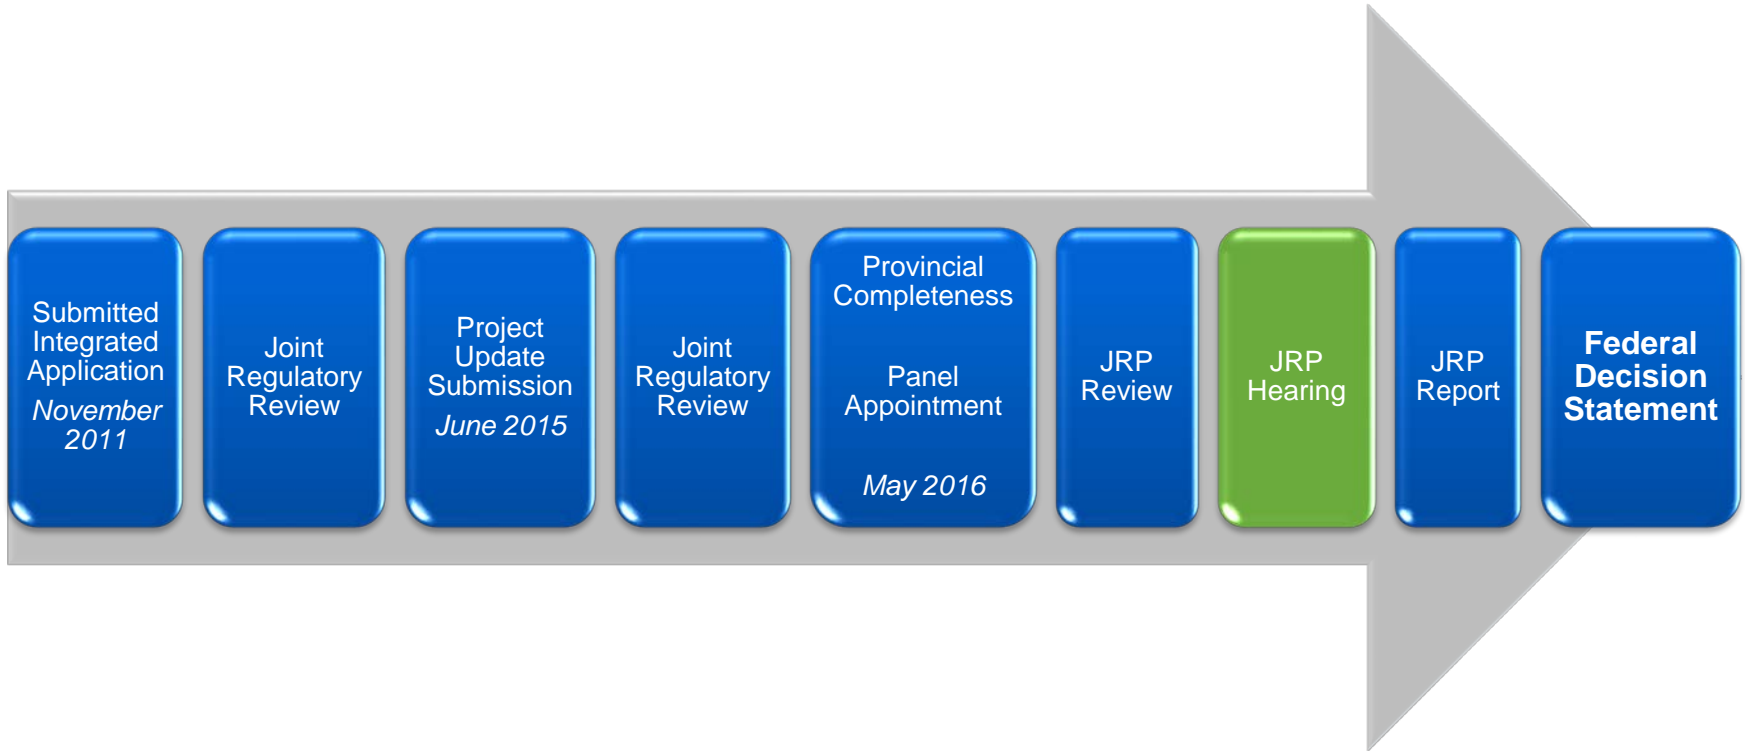 Submitted
Integrated
Application
November
2011
Joint
Regulatory
Review
Project
Update
Submission
June 2015
Joint
Regulatory
Review
Provincial
Completeness
Panel
Appointment
May 2016
JRP
Review
JRP
Hearing
JRP
Report
Federal
Decision
Statement